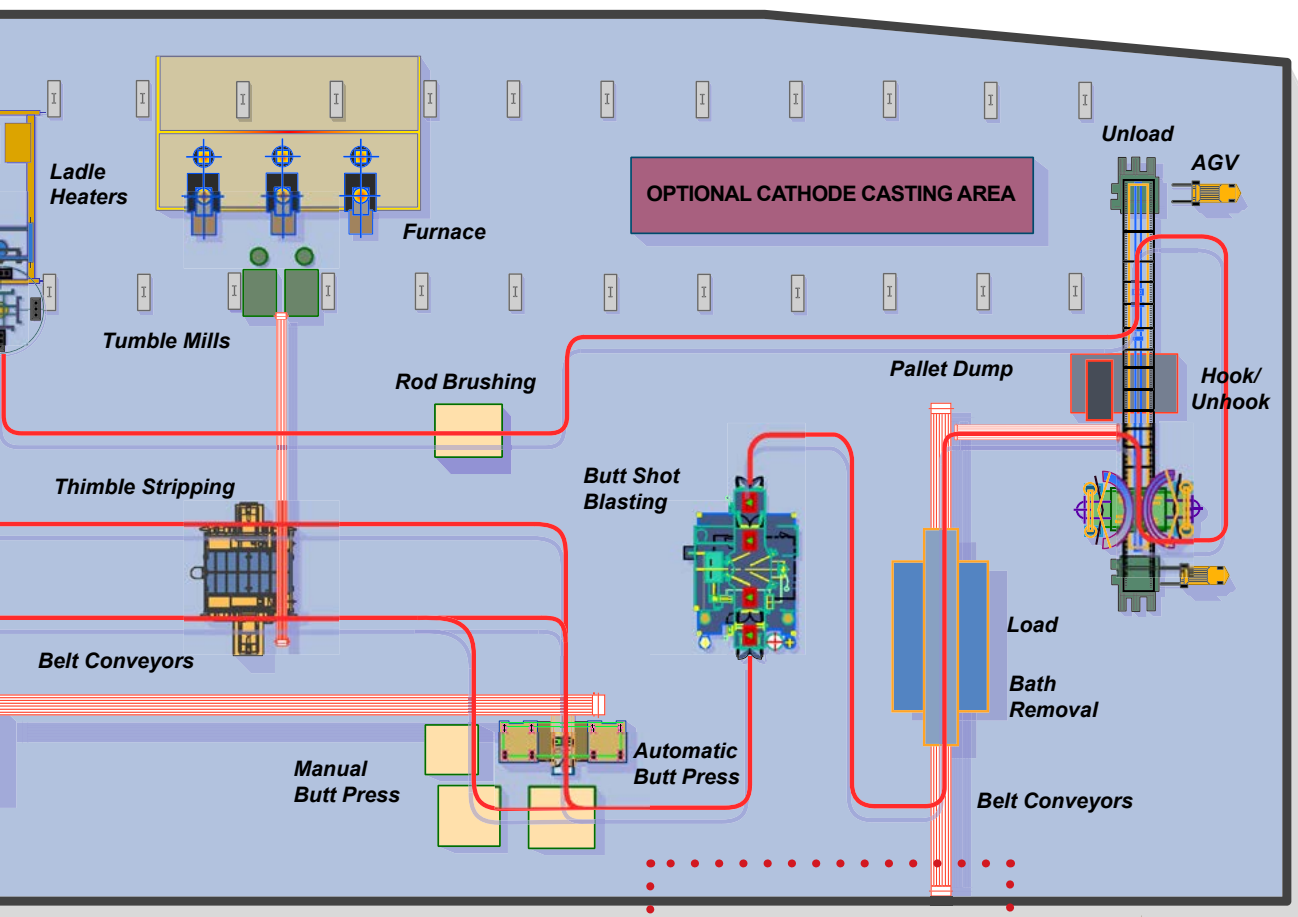 Unload
AGV
Ladle
Heaters
OPTIONAL CATHODE CASTING AREA
Furnace
Tumble Mills
Pallet Dump
Hook/
Unhook
Rod Brushing
Butt Shot
Blasting
Thimble Stripping
Load
Belt Conveyors
Bath
Removal
Automatic
Butt Press
Manual
Butt Press
Belt Conveyors